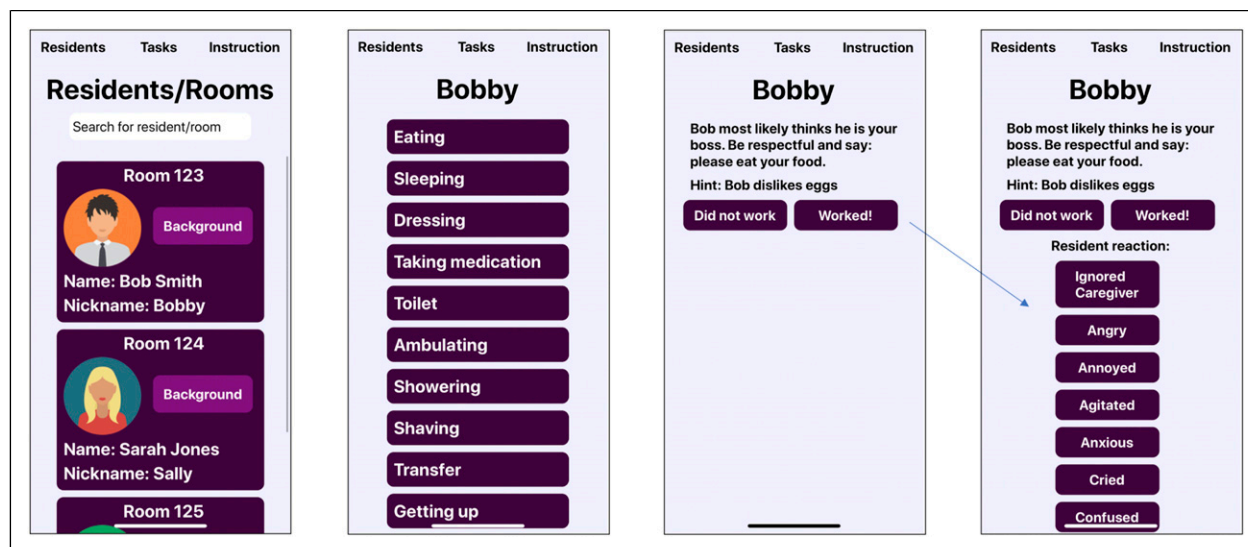 Residents Tasks Instruction
Residents/Rooms
Search for resident/room
Room 123
Background
Name: Bob Smith
Nickname: Bobby
Room 124
Background
Name: Sarah Jones
Nickname: Sally
Room 125
Residents Tasks Instruction
Bobby
Eating
Sleeping
Dressing
Taking medication
Toilet
Ambulating
Showering
Shaving
Transfer
Getting up
Residents Tasks Instruction
Bobby
Bob most likely thinks he is your
boss. Be respectful and say:
please eat your food.
Hint: Bob dislikes eggs
Did not work Worked!
Residents Tasks Instruction
Bobby
Bob most likely thinks he is your
boss. Be respectful and say:
please eat your food.
Hint: Bob dislikes eggs
Did not work Worked!
Resident reaction:
Ignored
Caregiver
Angry
Annoyed
Agitated
Anxious
Cried
Confused